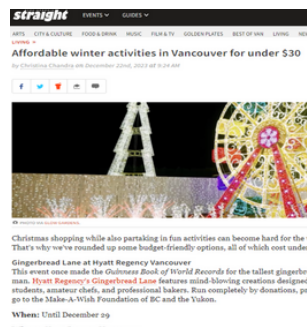 straight EVENTS GUIDES
ARTS CITY & CULTURE FOOD & DRINK MUSIC FILM & TV GOLDEN PLATES BEST OF VAN LIVING
LIVING
Affordable winter activities in Vancouver for under $30
by Christina Chandra on December 22nd, 2023 at 9:24 AM
Christmas shopping while also partaking in fun activities can become hard for the
That's why we've rounded up some budget-friendly options, all of which cost under
Gingerbread Lane at Hyatt Regency Vancouver
This event once made the Guinness Book of World Records for the tallest gingerbr
man. Hyatt Regency's Gingerbread Lane features mind-blowing creations designed
students, amateur chefs, and professional bakers. Run completely by donations, p
go to the Make-A-Wish Foundation of BC and the Yukon.
When: Until December 29